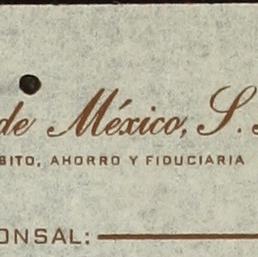 de México, S.
BITO, AHORRO Y FIDUCIARIA
ONSAL: